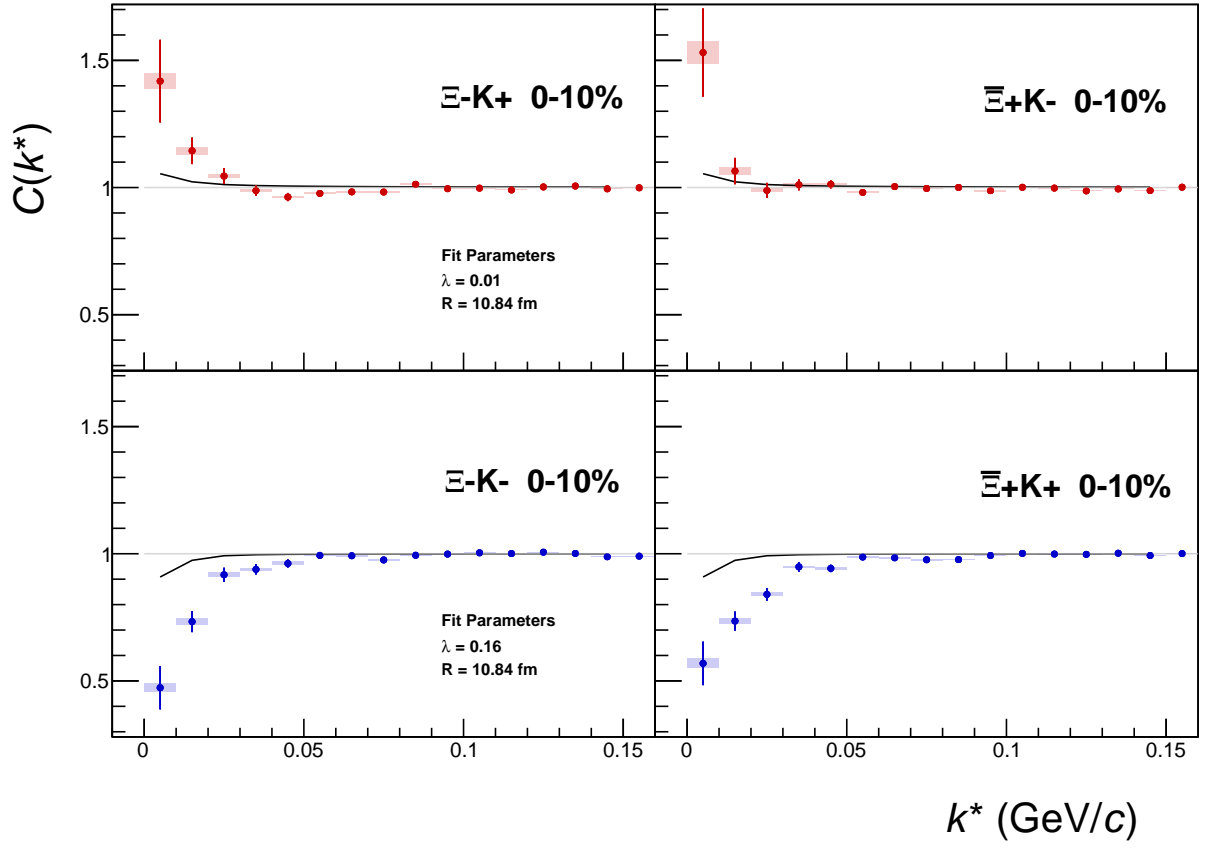 C(k*)
1.5
1
0.5
Ξ-K+ 0-10%
Fit Parameters
λ = 0.01
R = 10.84 fm
Ξ̅+K- 0-10%
1.5
1
0.5
Ξ-K- 0-10%
Fit Parameters
λ = 0.16
R = 10.84 fm
Ξ̅+K+ 0-10%
0 0.05 0.1 0.15
0 0.05 0.1 0.15
k* (GeV/c)